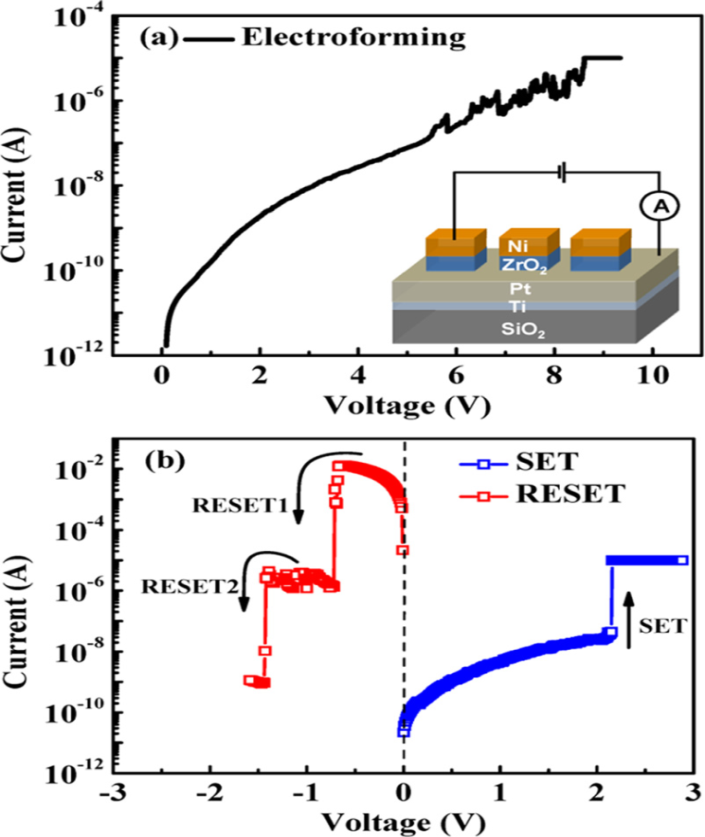 10⁻⁴
(a) Electroforming
10⁻⁶
10⁻⁸
10⁻¹⁰
10⁻¹²
Current (A)
A
Ni
ZrO₂
Pt
Ti
SiO₂
0 2 4 6 8 10
Voltage (V)
(b) SET
RESET
10⁻²
10⁻⁴
10⁻⁶
10⁻⁸
10⁻¹⁰
10⁻¹²
Current (A)
RESET1
RESET2
SET
-3 -2 -1 0 1 2 3
Voltage (V)